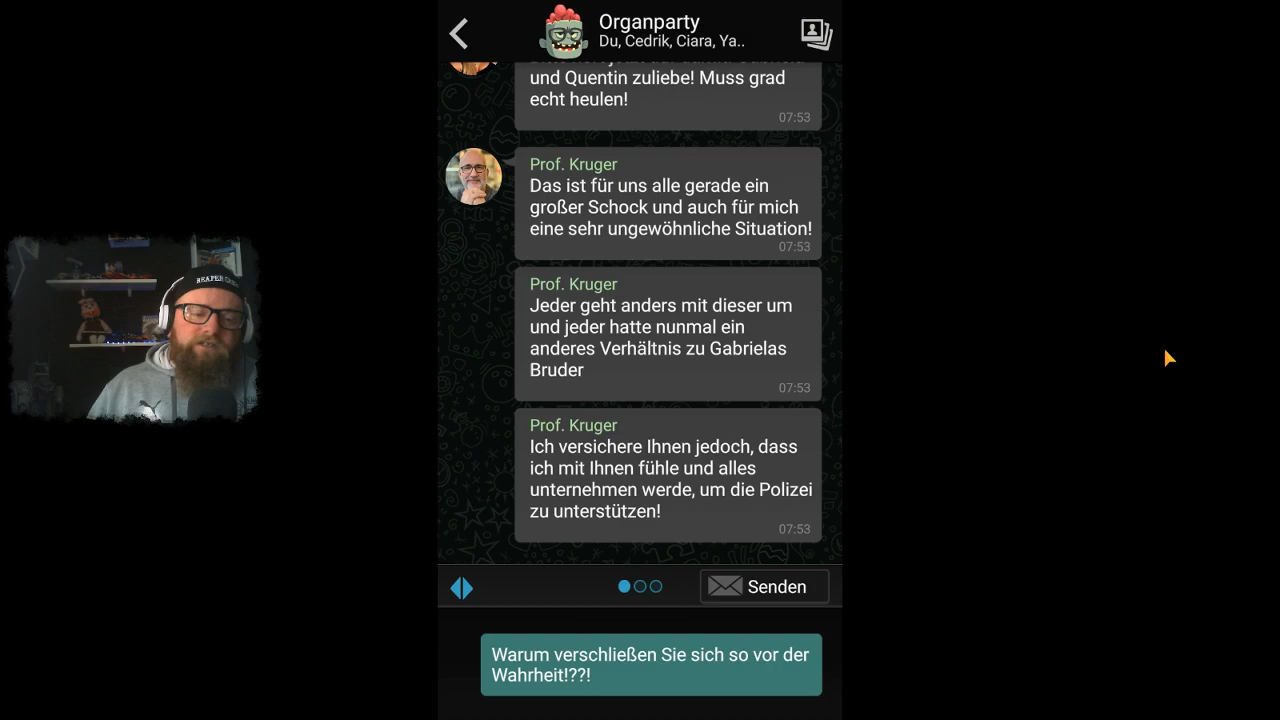 Organparty
Du, Cedrik, Ciara, Ya..
und Quentin zuliebe! Muss grad
echt heulen!
07:53
Prof. Kruger
Das ist für uns alle gerade ein
großer Schock und auch für mich
eine sehr ungewöhnliche Situation!
07:53
Prof. Kruger
Jeder geht anders mit dieser um
und jeder hatte nunmal ein
anderes Verhältnis zu Gabrielas
Bruder
07:53
Prof. Kruger
Ich versichere Ihnen jedoch, dass
ich mit Ihnen fühle und alles
unternehmen werde, um die Polizei
zu unterstützen!
07:53
Senden
Warum verschließen Sie sich so vor der
Wahrheit!??!